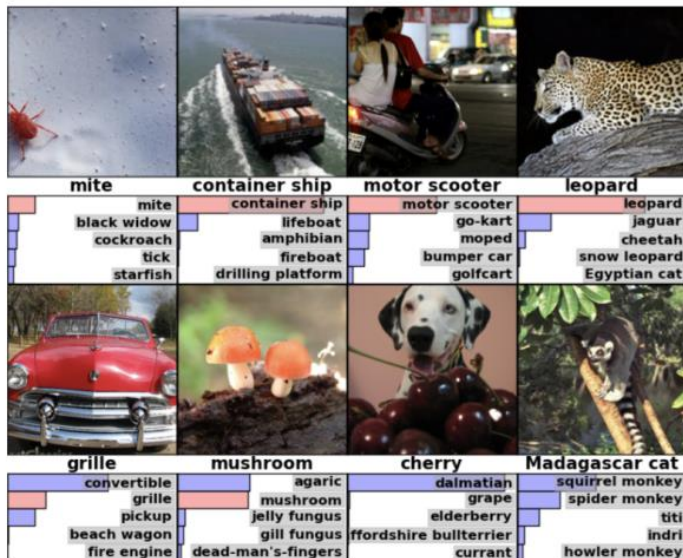 mite container ship motor scooter leopard
mite container ship motor scooter leopard
black widow lifeboat go-kart jaguar
cockroach amphibian moped cheetah
tick fireboat bumper car snow leopard
starfish drilling platform golfcart Egyptian cat
grille mushroom cherry Madagascar cat
convertible agaric dalmatian squirrel monkey
grille mushroom grape spider monkey
pickup jelly fungus elderberry titi
beach wagon gill fungus ffordshire bullterrier indri
fire engine dead-man's-fingers currant howler monkey